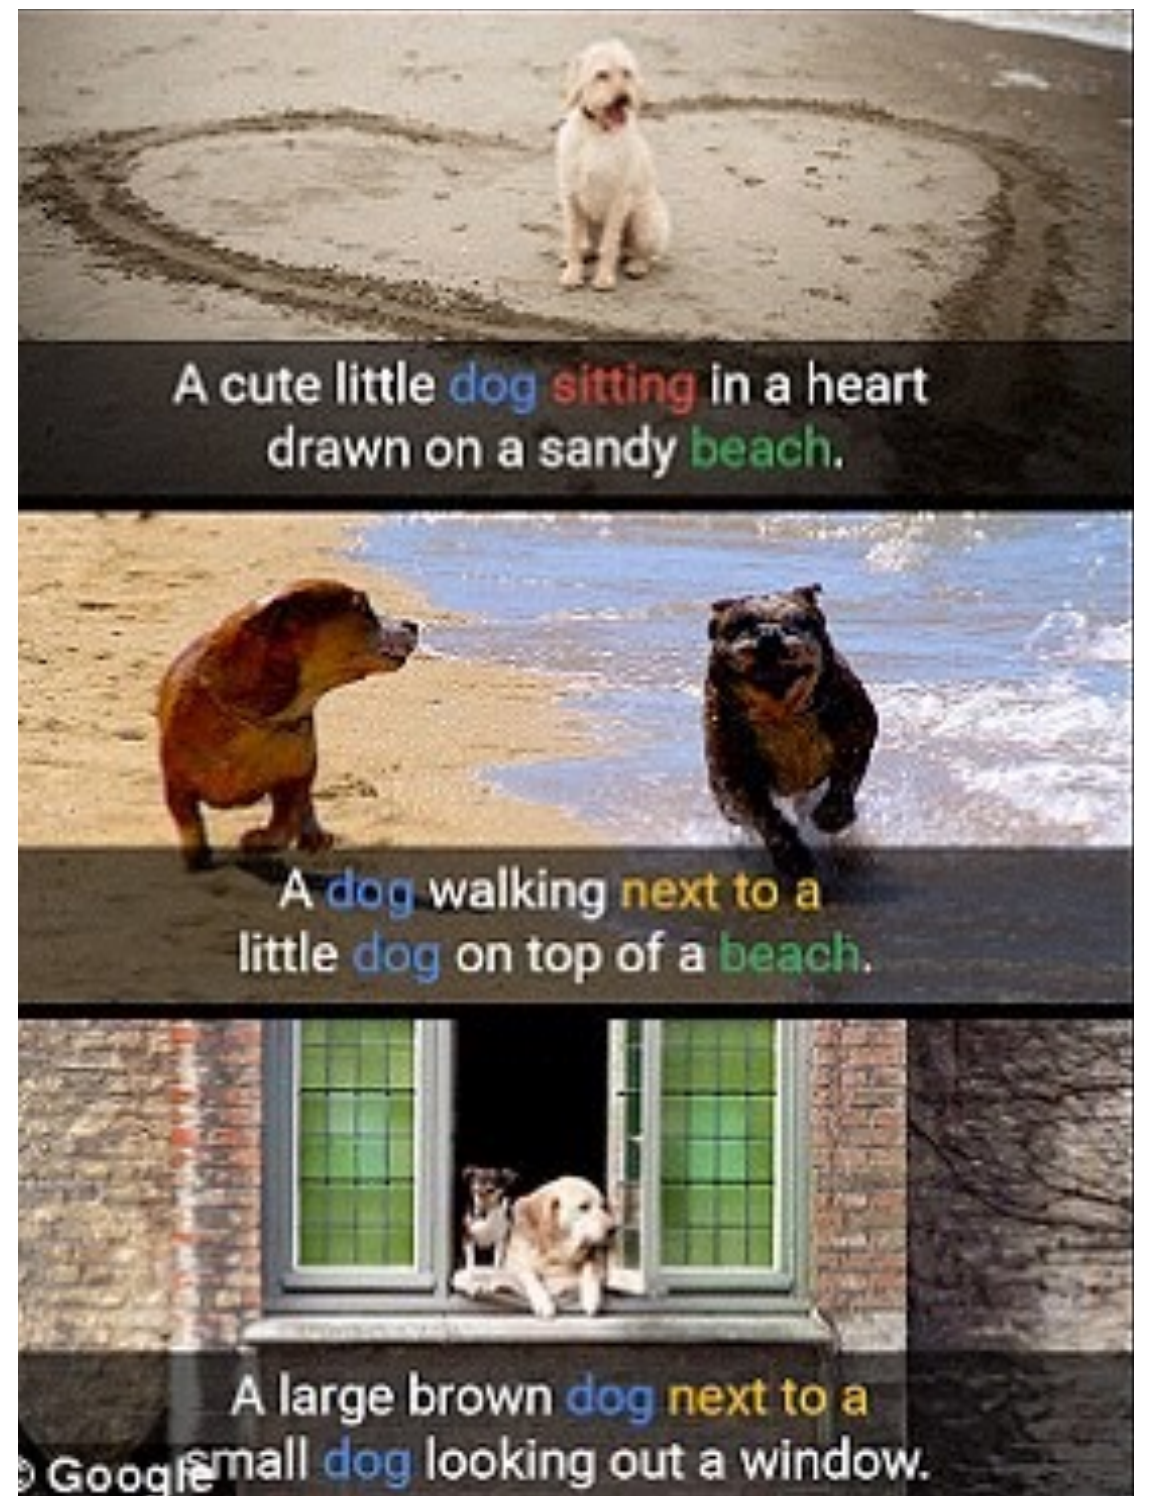 A cute little dog sitting in a heart
drawn on a sandy beach.
A dog walking next to a
little dog on top of a beach.
A large brown dog next to a
small dog looking out a window.
© Google